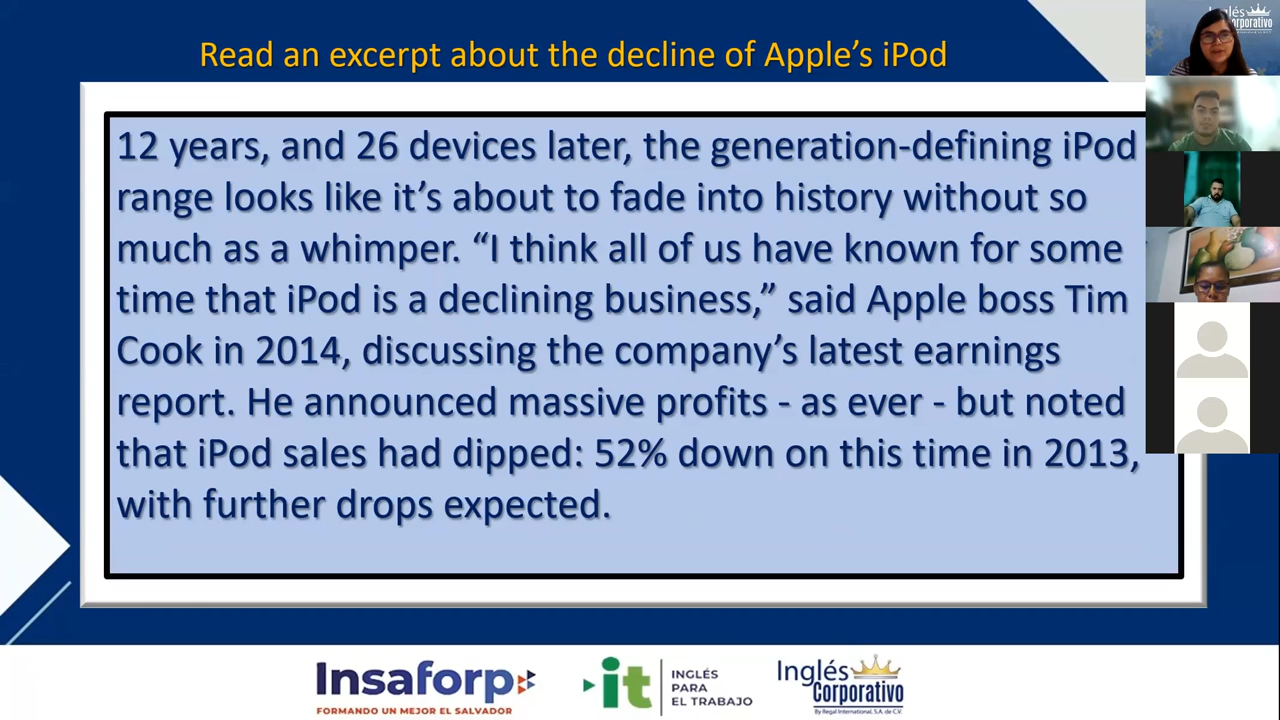 Read an excerpt about the decline of Apple’s iPod
12 years, and 26 devices later, the generation-defining iPod
range looks like it’s about to fade into history without so
much as a whimper. “I think all of us have known for some
time that iPod is a declining business,” said Apple boss Tim
Cook in 2014, discussing the company’s latest earnings
report. He announced massive profits - as ever - but noted
that iPod sales had dipped: 52% down on this time in 2013,
with further drops expected.
Insaforp
FORMANDO UN MEJOR EL SALVADOR
it
INGLÉS
PARA
EL TRABAJO
Inglés
Corporativo
By Regal International, S.A. de C.V.